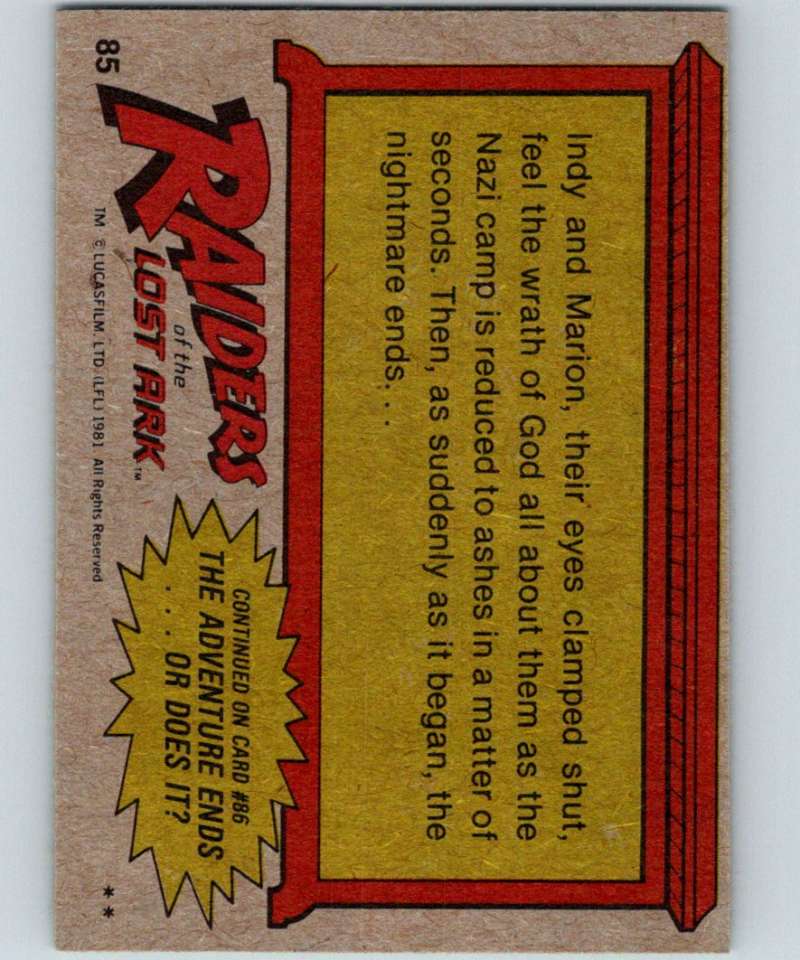 Indy and Marion, their eyes clamped shut,
feel the wrath of God all about them as the
Nazi camp is reduced to ashes in a matter of
seconds. Then, as suddenly as it began, the
nightmare ends. . .
RAIDERS
of the
LOST ARK™
CONTINUED ON CARD #86
THE ADVENTURE ENDS
. . . OR DOES IT?
85
TM © LUCASFILM. LTD. (LFL) 1981 All Rights Reserved
**